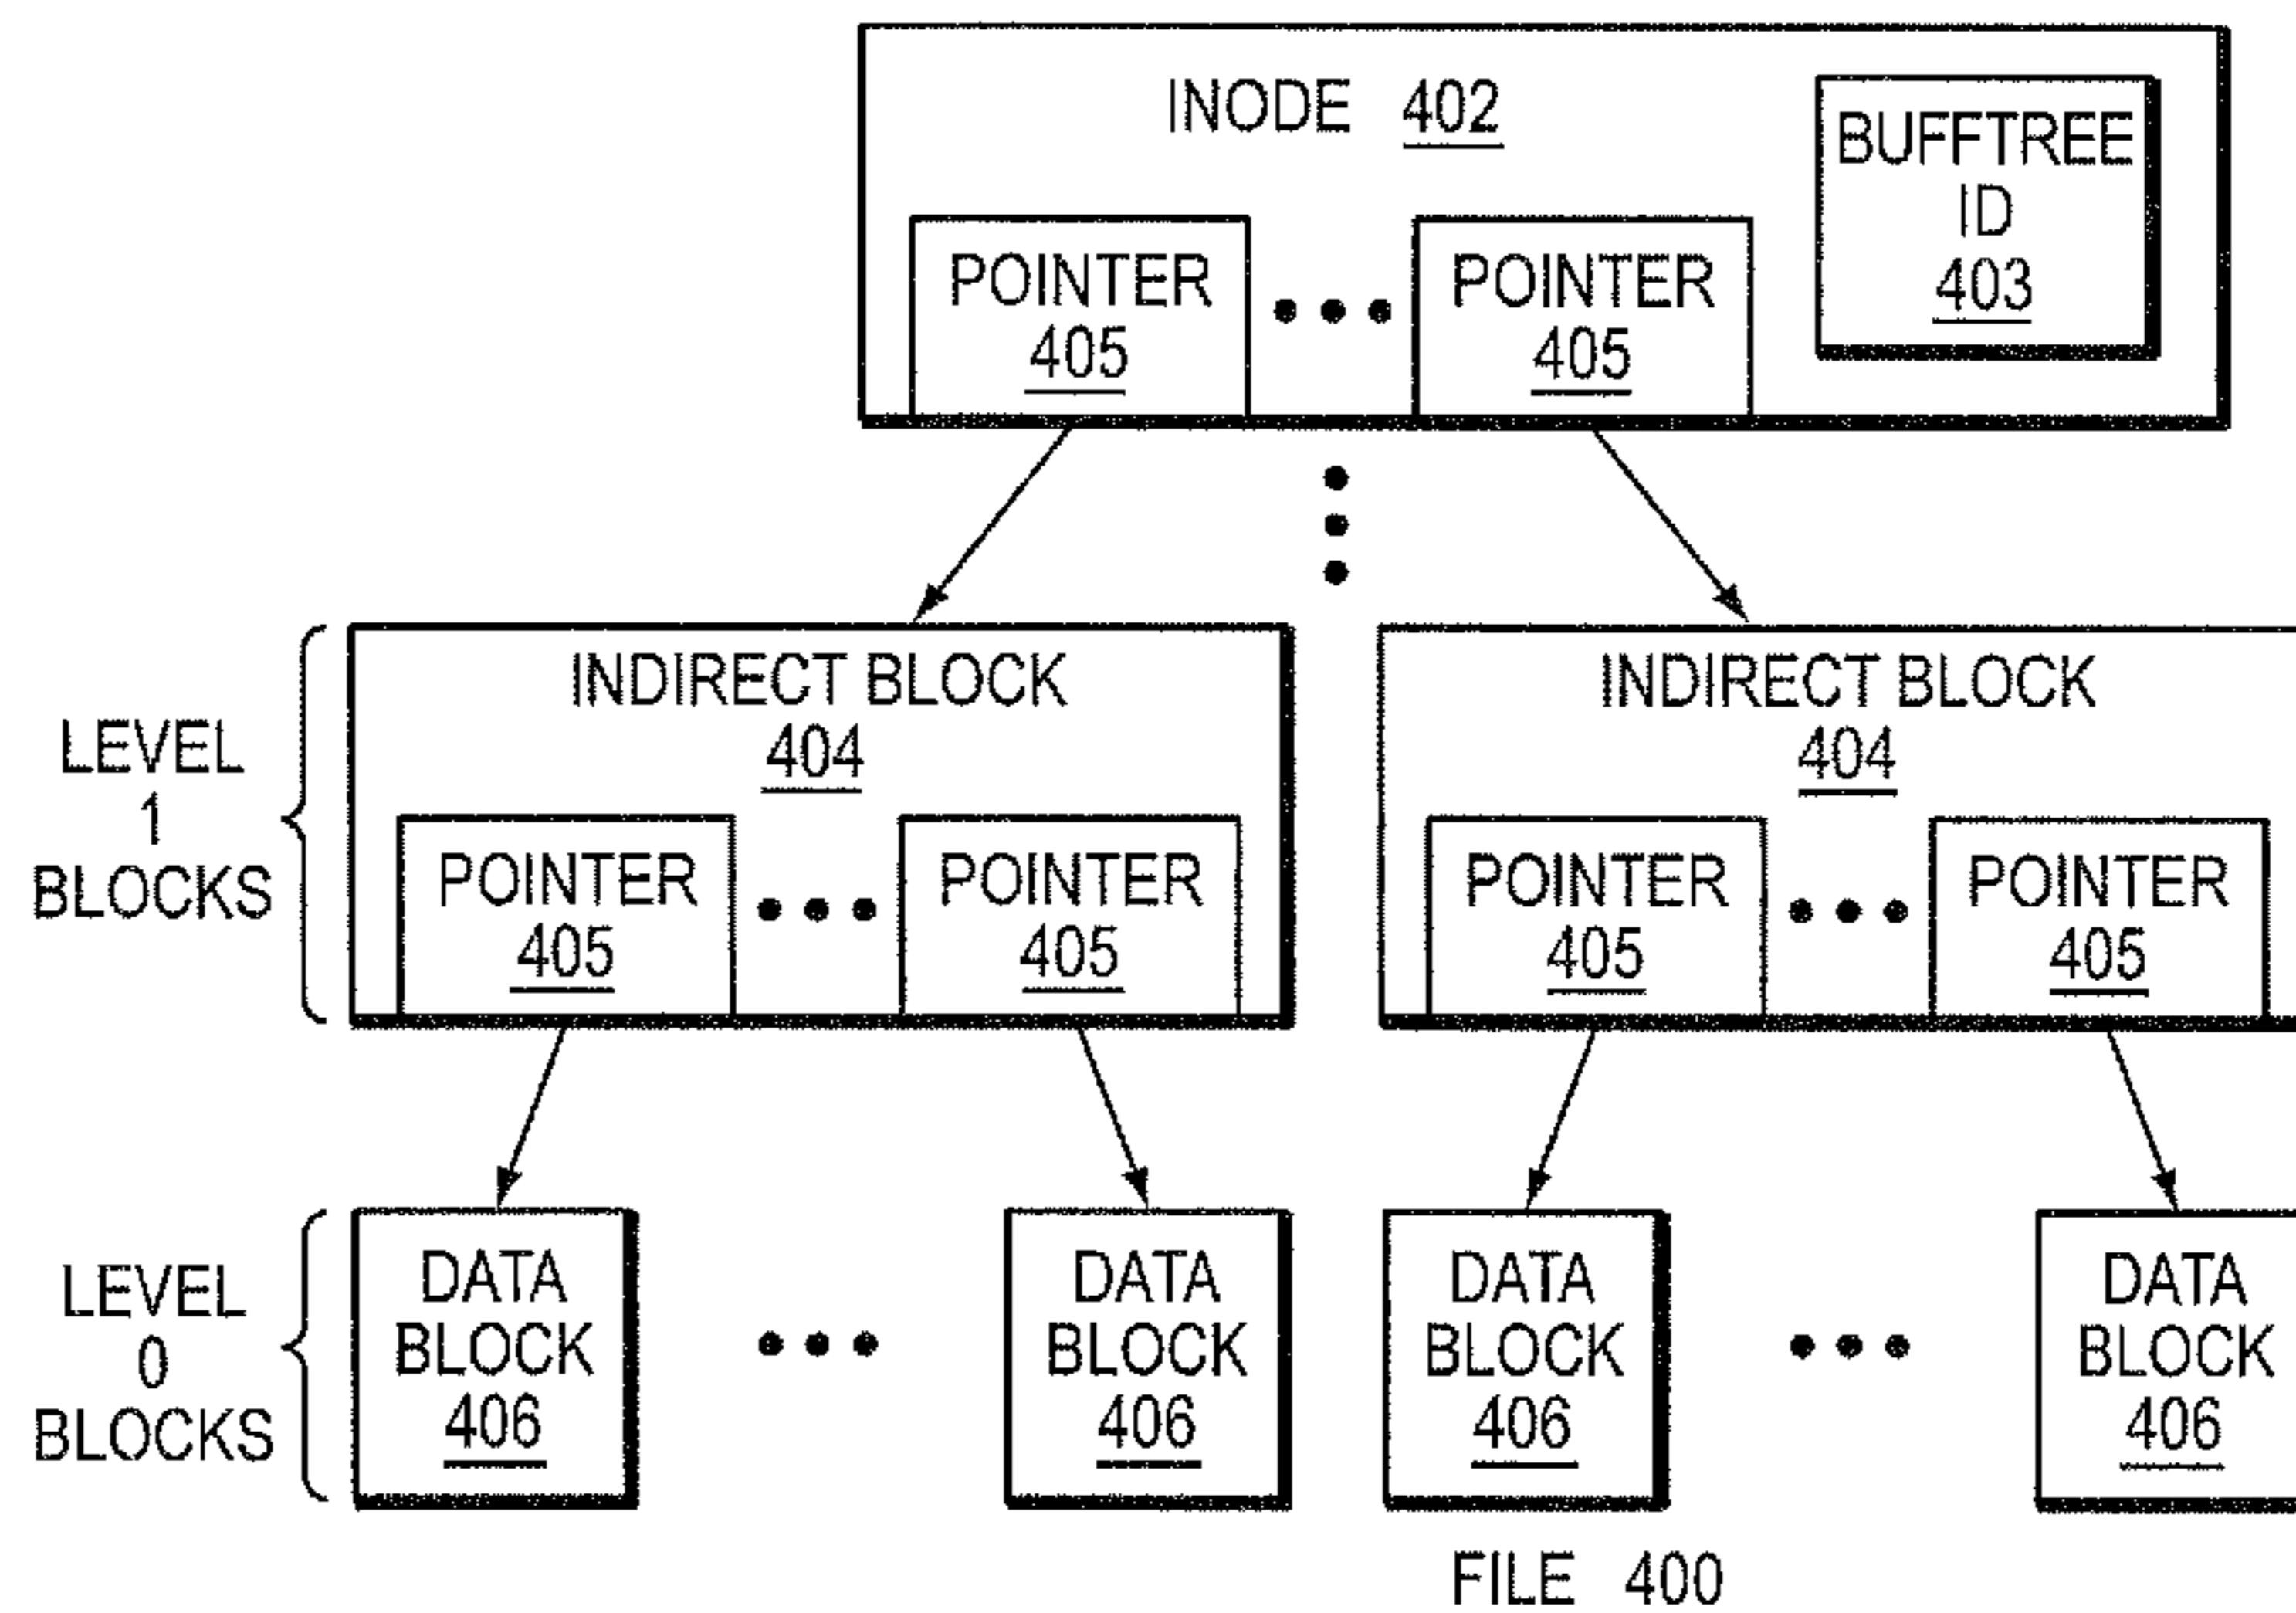 INODE 402
BUFFTREE
ID
403
POINTER
405
POINTER
405
LEVEL
1
BLOCKS
INDIRECT BLOCK
404
POINTER
405
POINTER
405
INDIRECT BLOCK
404
POINTER
405
POINTER
405
LEVEL
0
BLOCKS
DATA
BLOCK
406
DATA
BLOCK
406
DATA
BLOCK
406
DATA
BLOCK
406
FILE 400